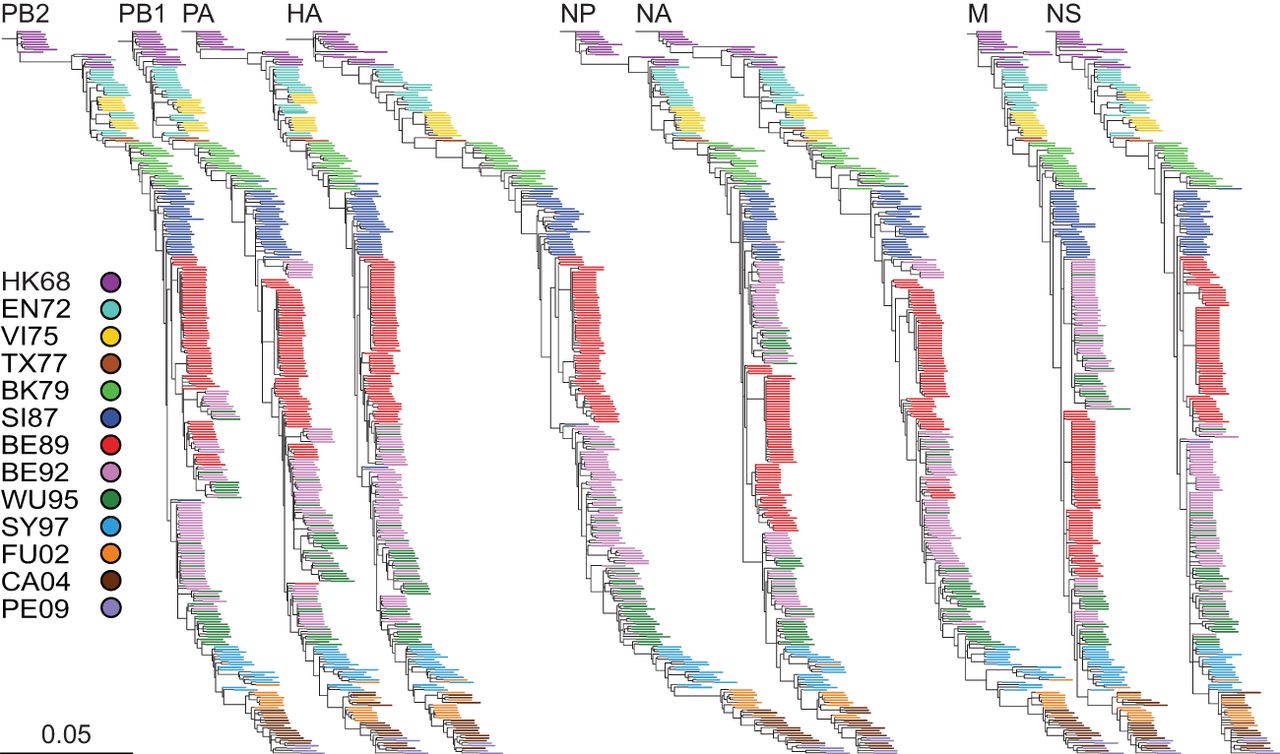 PB2 PB1 PA HA NP NA M NS
HK68
EN72
VI75
TX77
BK79
SI87
BE89
BE92
WU95
SY97
FU02
CA04
PE09
0.05